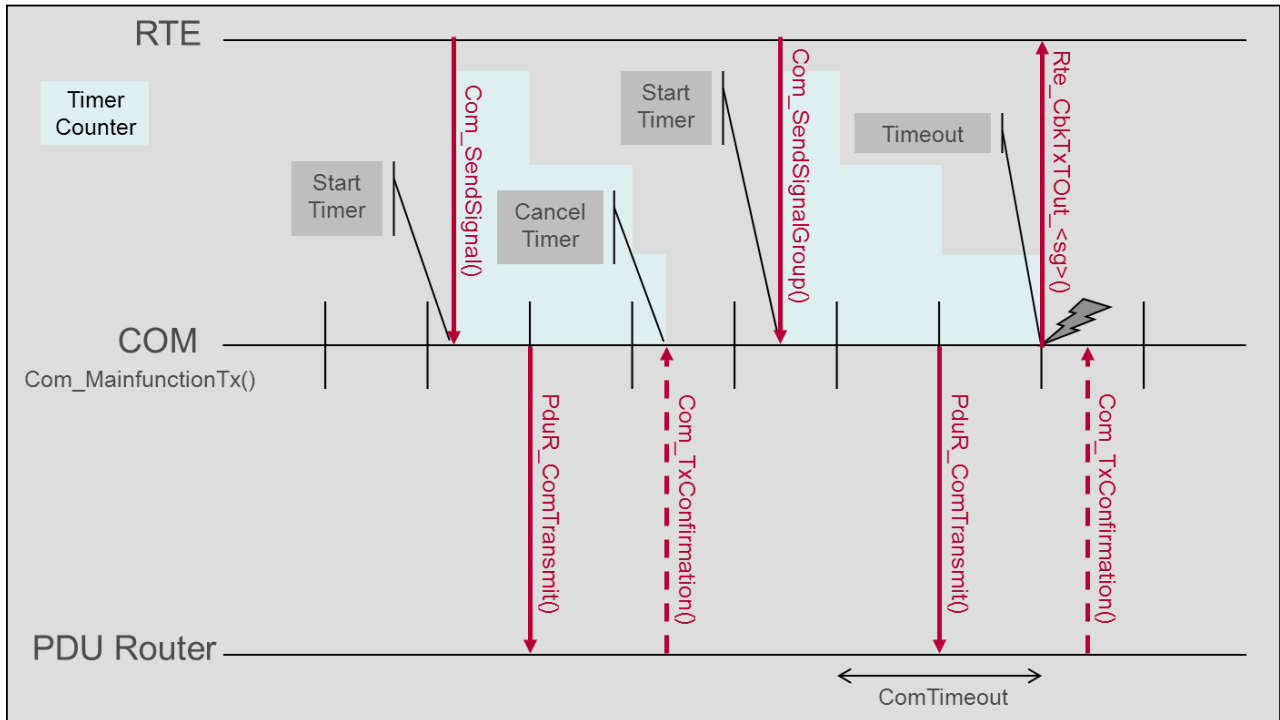 RTE
Timer
Counter
Start
Timer
Com_SendSignal()
Cancel
Timer
Start
Timer
Com_SendSignalGroup()
Timeout
Rte_CbkTxTOut_<sg>()
COM
Com_MainfunctionTx()
PduR_ComTransmit()
Com_TxConfirmation()
PduR_ComTransmit()
Com_TxConfirmation()
PDU Router
ComTimeout